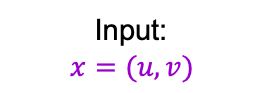 Input:
x = (u, v)